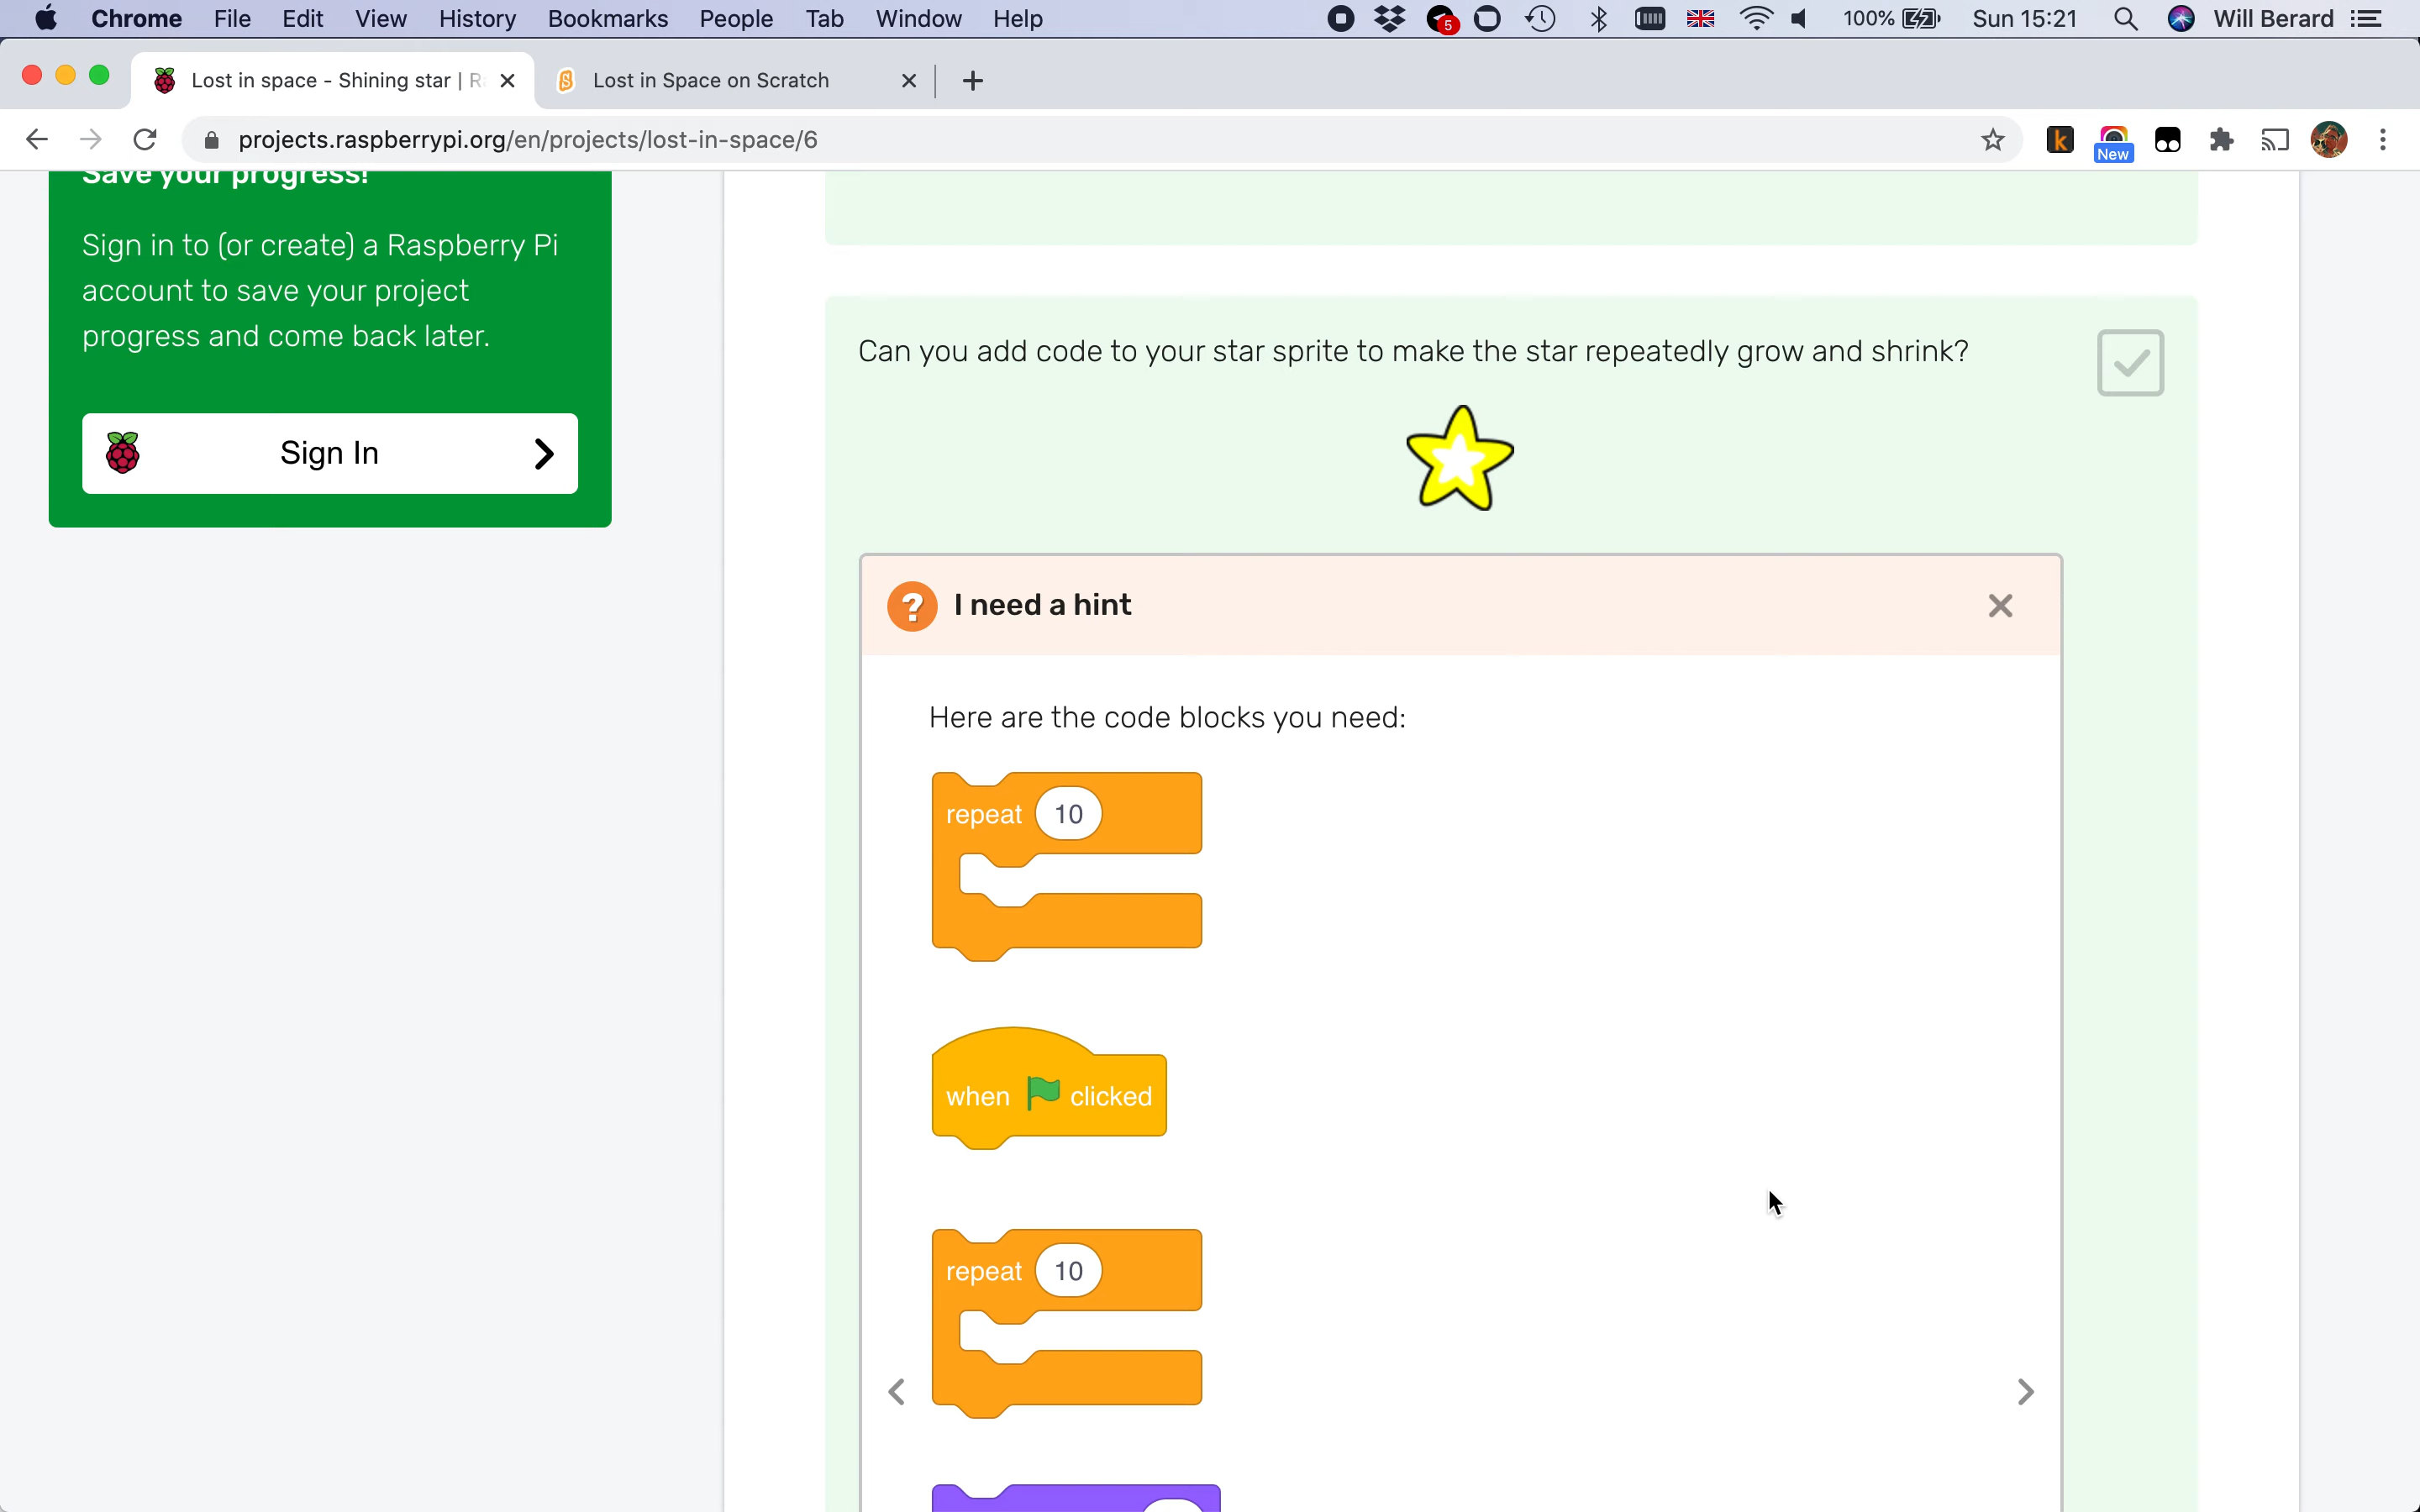 Chrome File Edit View History Bookmarks People Tab Window Help 5 100% Sun 15:21 Will Berard
Lost in space - Shining star | R
Lost in Space on Scratch
projects.raspberrypi.org/en/projects/lost-in-space/6
New
Save your progress!
Sign in to (or create) a Raspberry Pi
account to save your project
progress and come back later.
Sign In
Can you add code to your star sprite to make the star repeatedly grow and shrink?
? I need a hint
Here are the code blocks you need:
repeat 10
when clicked
repeat 10